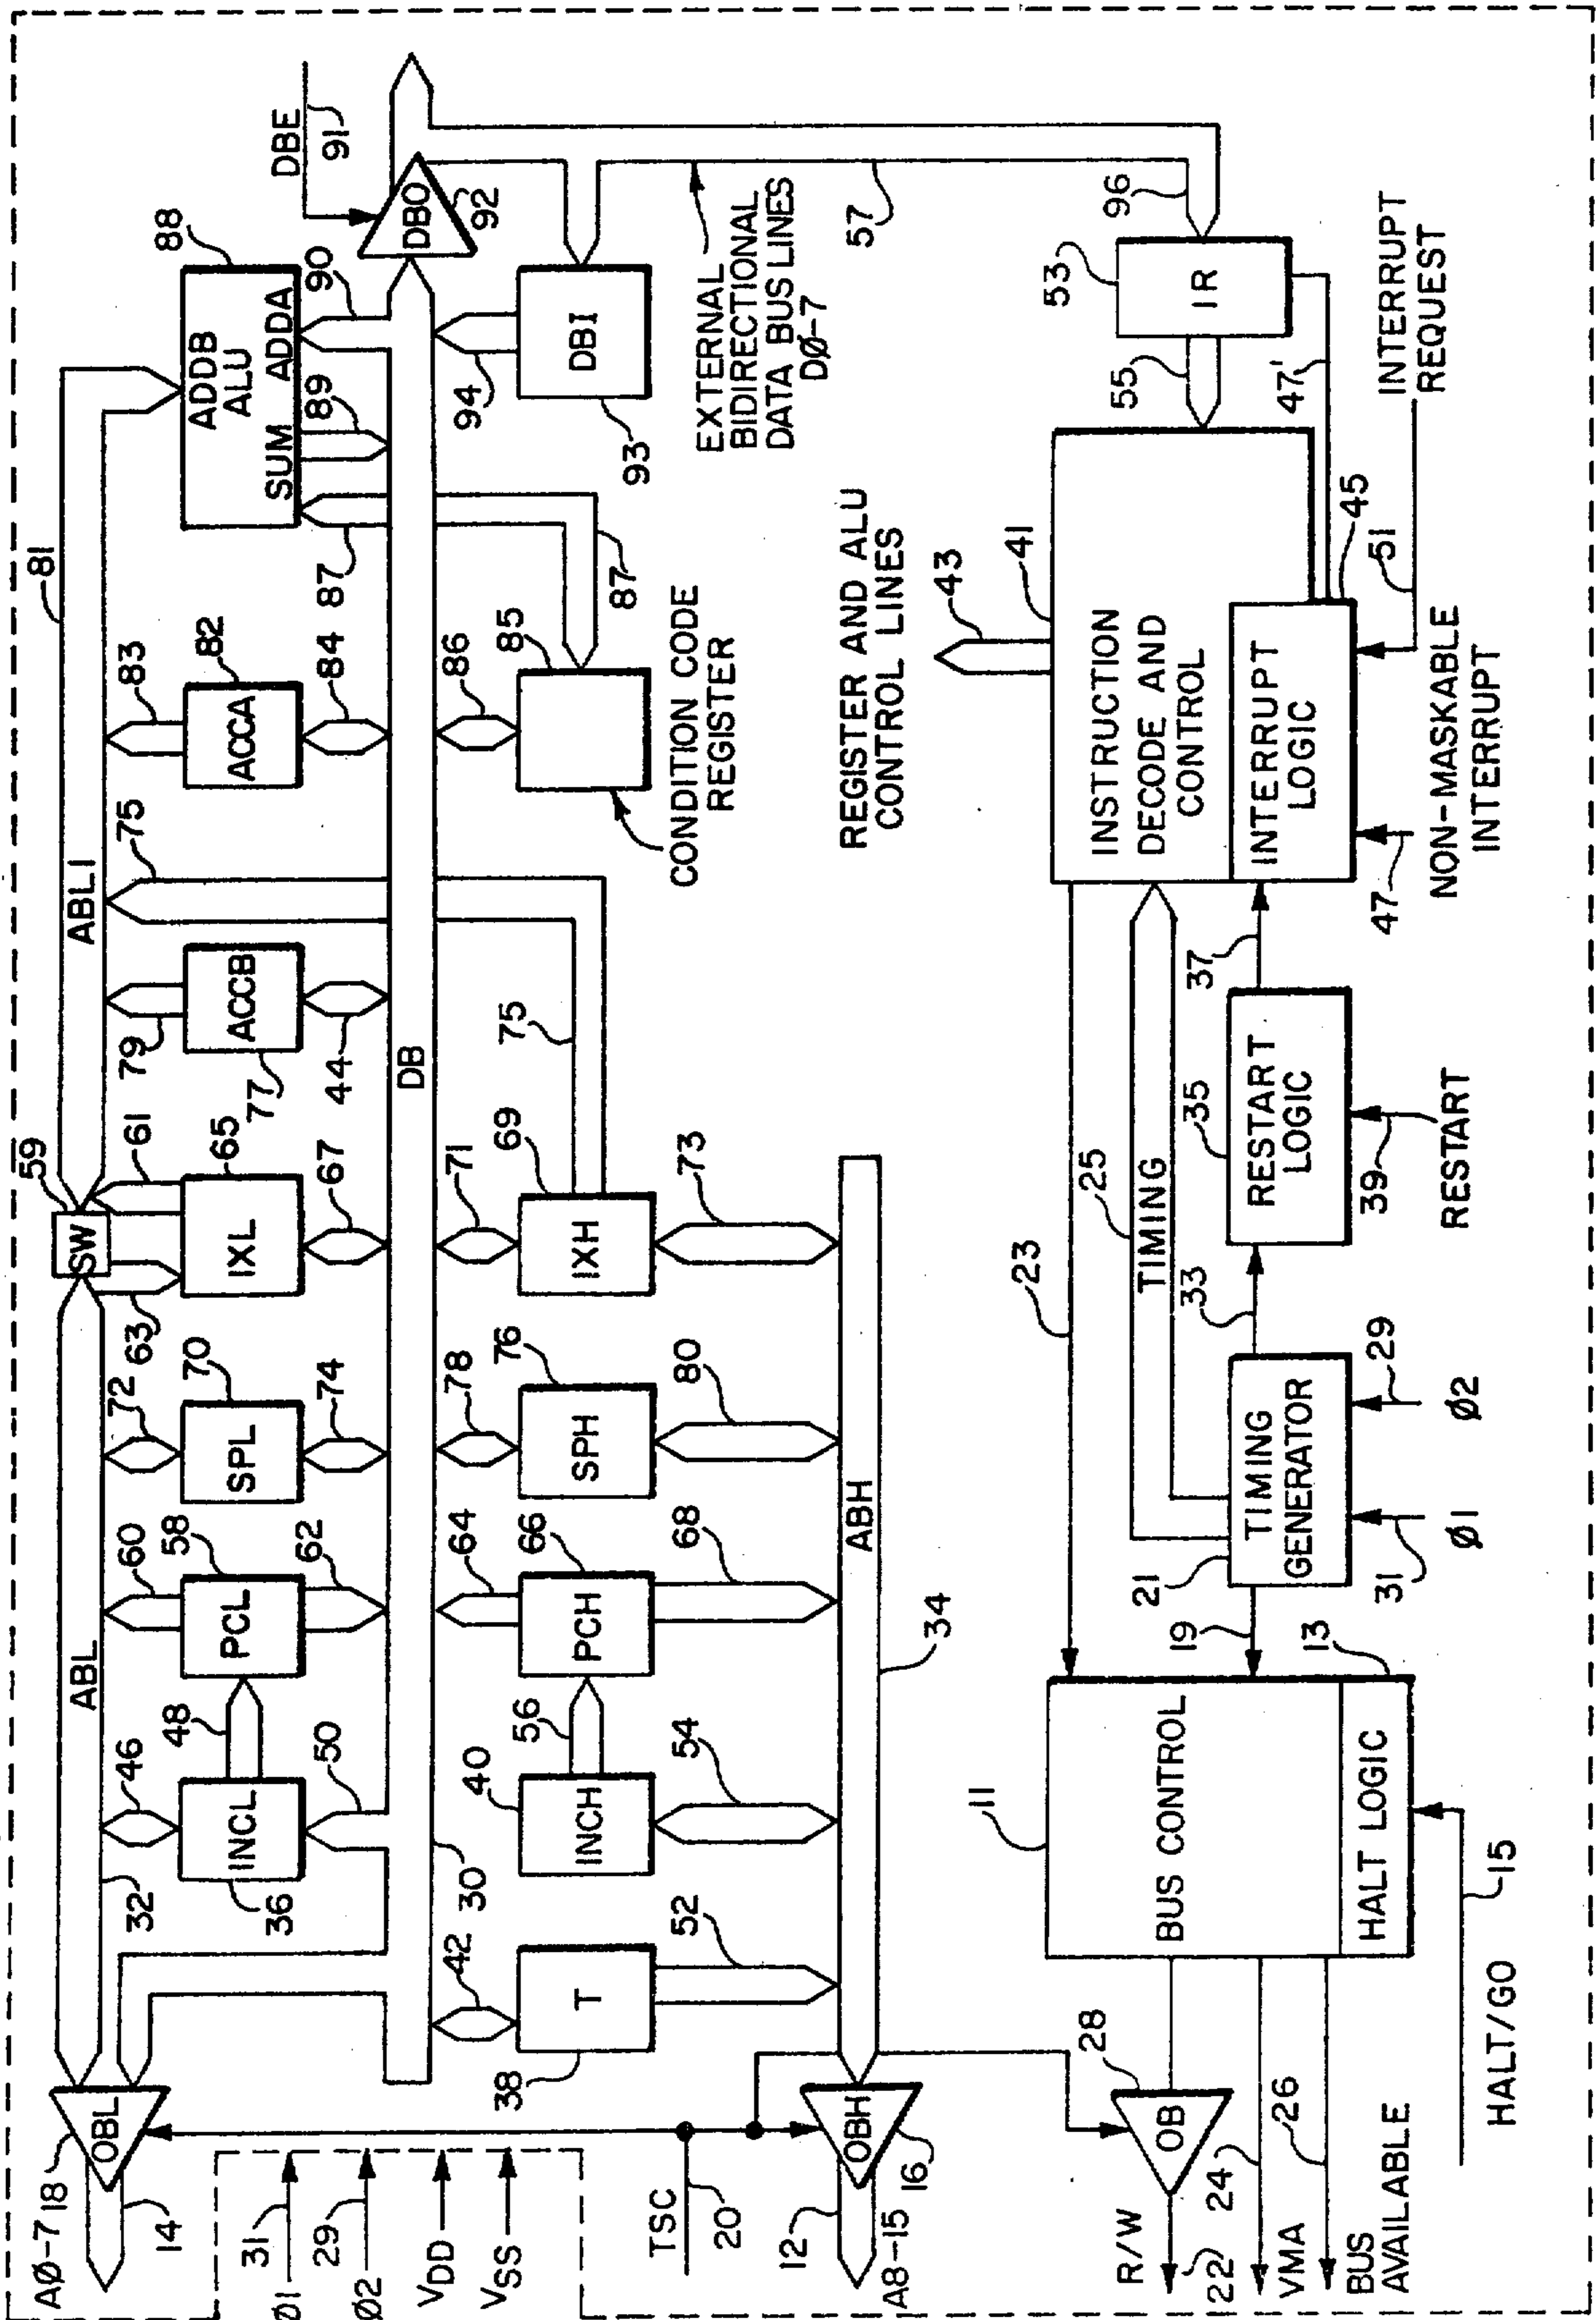 AØ-7
18
OBL
14
32
ABL
46
INCL
36
48
50
PCL
58
60
62
SPL
70
72
74
63
59
SW
61
IXL
65
67
ABLI
81
79
ACCB
77
44
75
83
ACCA
82
84
88
ADDB
ALU
SUM
ADDA
87
89
90
DBE
91
DBO
92
Ø1
31
Ø2
29
VDD
VSS
TSC
20
42
T
38
52
30
DB
INCH
40
56
54
64
PCH
66
68
78
SPH
76
80
71
IXH
69
73
75
86
85
CONDITION CODE
REGISTER
87
94
DBI
93
EXTERNAL
BIDIRECTIONAL
DATA BUS LINES
DØ-7
57
12
A8-15
OBH
16
34
ABH
REGISTER AND ALU
CONTROL LINES
43
R/W
22
OB
28
24
VMA
26
BUS
AVAILABLE
11
BUS CONTROL
HALT LOGIC
13
HALT/GO
15
19
23
25
TIMING
21
TIMING
GENERATOR
31
Ø1
29
Ø2
33
35
RESTART
LOGIC
39
RESTART
37
41
INSTRUCTION
DECODE AND
CONTROL
INTERRUPT
LOGIC
45
47
NON-MASKABLE
INTERRUPT
51
INTERRUPT
REQUEST
55
53
IR
47'
96